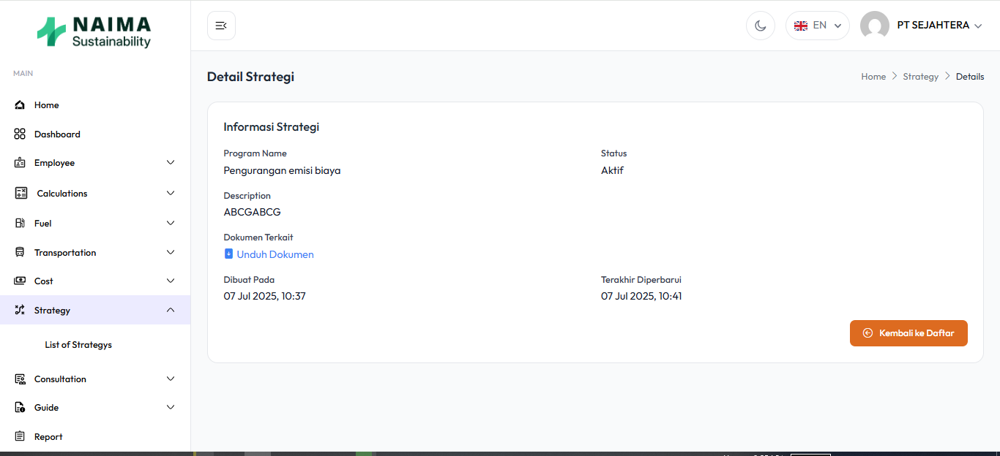 NAIMA
Sustainability
EN
PT SEJAHTERA
MAIN
Home
Dashboard
Employee
Calculations
Fuel
Transportation
Cost
Strategy
List of Strategys
Consultation
Guide
Report
Detail Strategi
Home
Strategy
Details
Informasi Strategi
Program Name
Pengurangan emisi biaya
Status
Aktif
Description
ABCGABCG
Dokumen Terkait
Unduh Dokumen
Dibuat Pada
07 Jul 2025, 10:37
Terakhir Diperbarui
07 Jul 2025, 10:41
Kembali ke Daftar